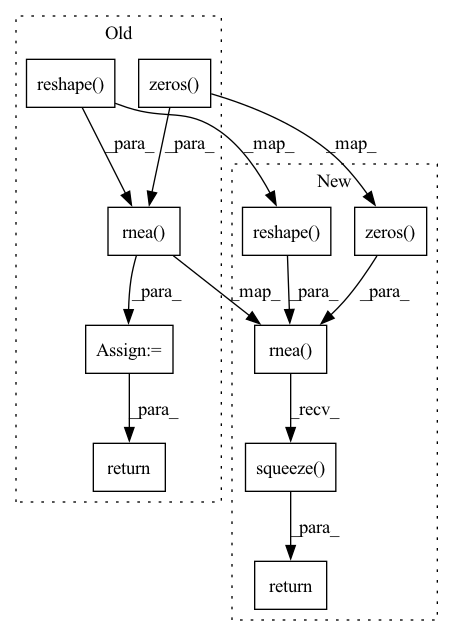 Old
reshape()
zeros()
_para_
_para_
_map_
_map_
New
rnea()
reshape()
zeros()
_para_
_map_
_para_
_para_
Assign:=
rnea()
_para_
_recv_
return
squeeze()
_para_
return